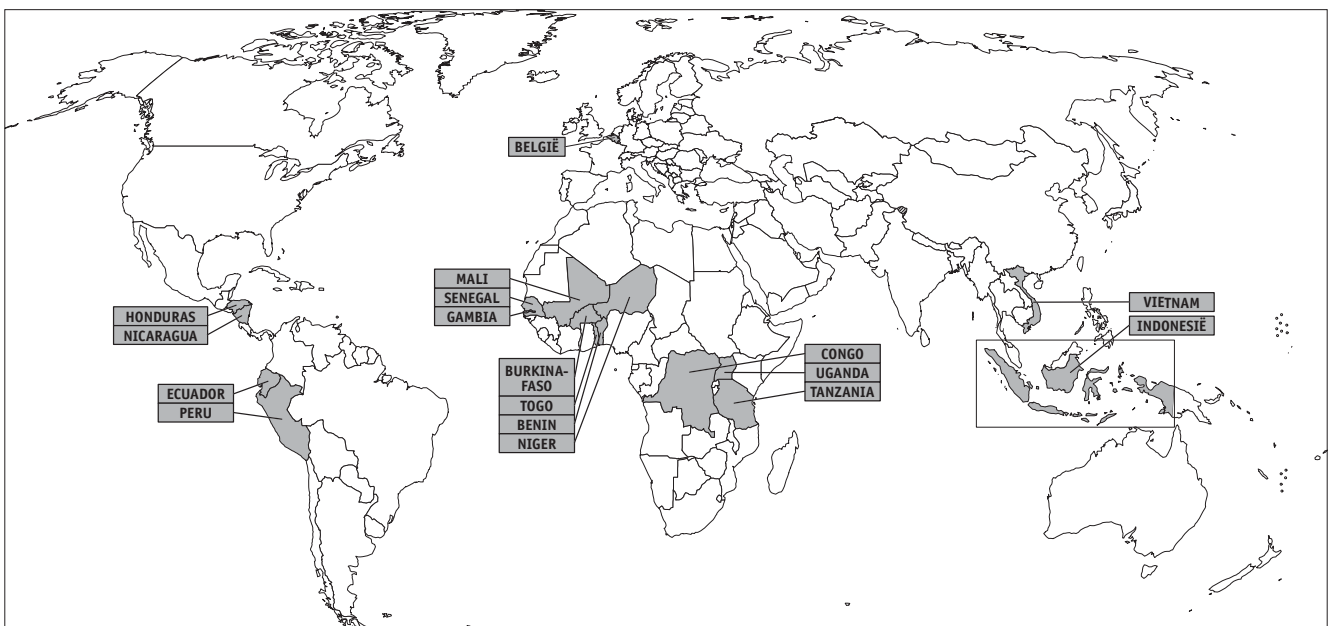 BELGIË
MALI
SENEGAL
GAMBIA
HONDURAS
NICARAGUA
ECUADOR
PERU
BURKINA-
FASO
TOGO
BENIN
NIGER
CONGO
UGANDA
TANZANIA
VIETNAM
INDONESIË